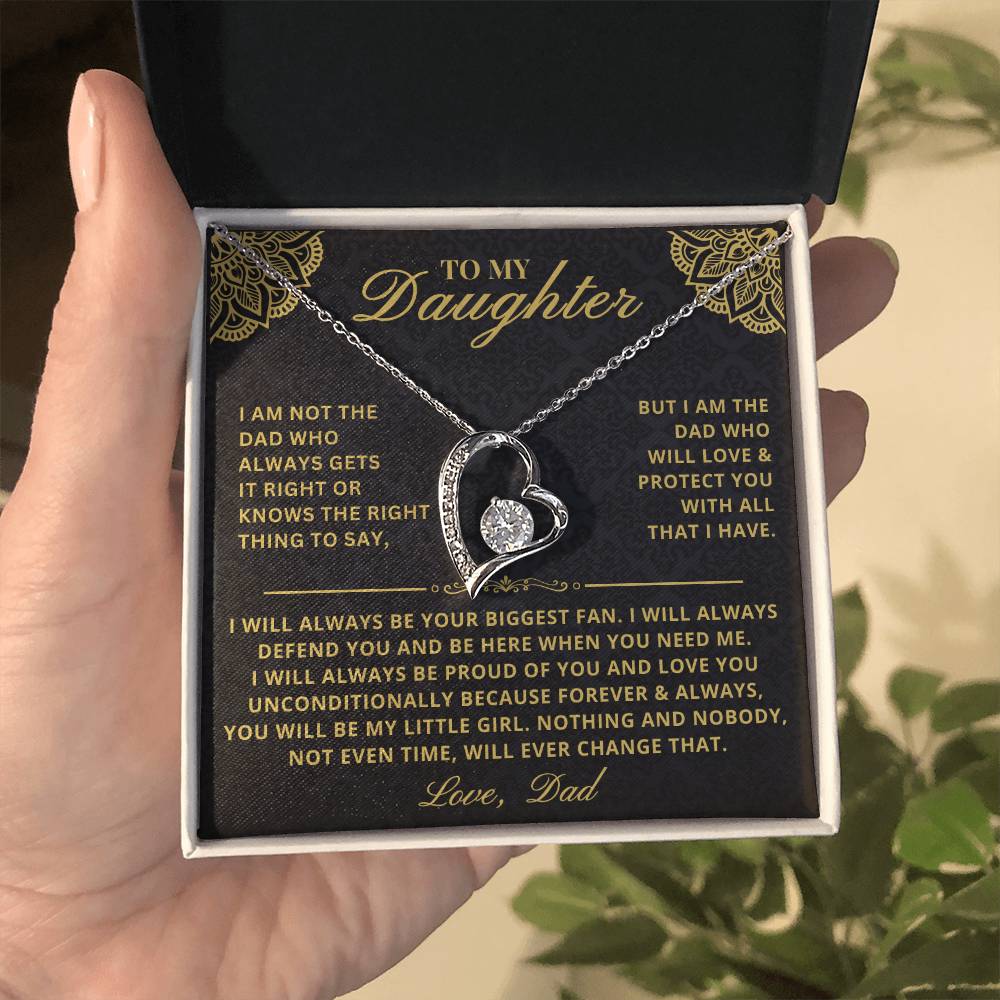 TO MY
Daughter
I AM NOT THE
DAD WHO
ALWAYS GETS
IT RIGHT OR
KNOWS THE RIGHT
THING TO SAY,
BUT I AM THE
DAD WHO
WILL LOVE &
PROTECT YOU
WITH ALL
THAT I HAVE.
I WILL ALWAYS BE YOUR BIGGEST FAN. I WILL ALWAYS
DEFEND YOU AND BE HERE WHEN YOU NEED ME.
I WILL ALWAYS BE PROUD OF YOU AND LOVE YOU
UNCONDITIONALLY BECAUSE FOREVER & ALWAYS,
YOU WILL BE MY LITTLE GIRL. NOTHING AND NOBODY,
NOT EVEN TIME, WILL EVER CHANGE THAT.
Love, Dad